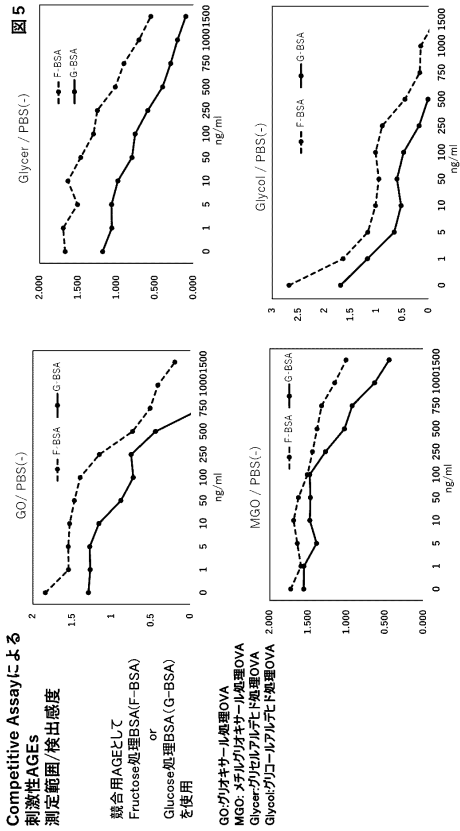 図 5
Competitive Assayによる
刺激性AGEs
測定範囲/検出感度
競合用AGEとして
Fructose処理BSA(F-BSA)
or
Glucose処理BSA(G-BSA)
を使用
GO:グリオキサール処理OVA
MGO: メチルグリオキサール処理OVA
Glycer:グリセルアルデヒド処理OVA
Glycol:グリコールアルデヒド処理OVA
GO/ PBS(-)
F-BSA G-BSA
2
1.5
1
0.5
0
0 1 5 10 50 100 250 500 750 1000 1500
ng/ml
Glycer / PBS(-)
F-BSA
G-BSA
2.000
1.500
1.000
0.500
0.000
0 1 5 10 50 100 250 500 750 1000 1500
ng/ml
MGO / PBS(-)
F-BSA G-BSA
2.000
1.500
1.000
0.500
0.000
0 1 5 10 50 100 250 500 750 1000 1500
ng/ml
Glycol / PBS(-)
F-BSA G-BSA
3
2.5
2
1.5
1
0.5
0
0 1 5 10 50 100 250 500 750 1000 1500
ng/ml